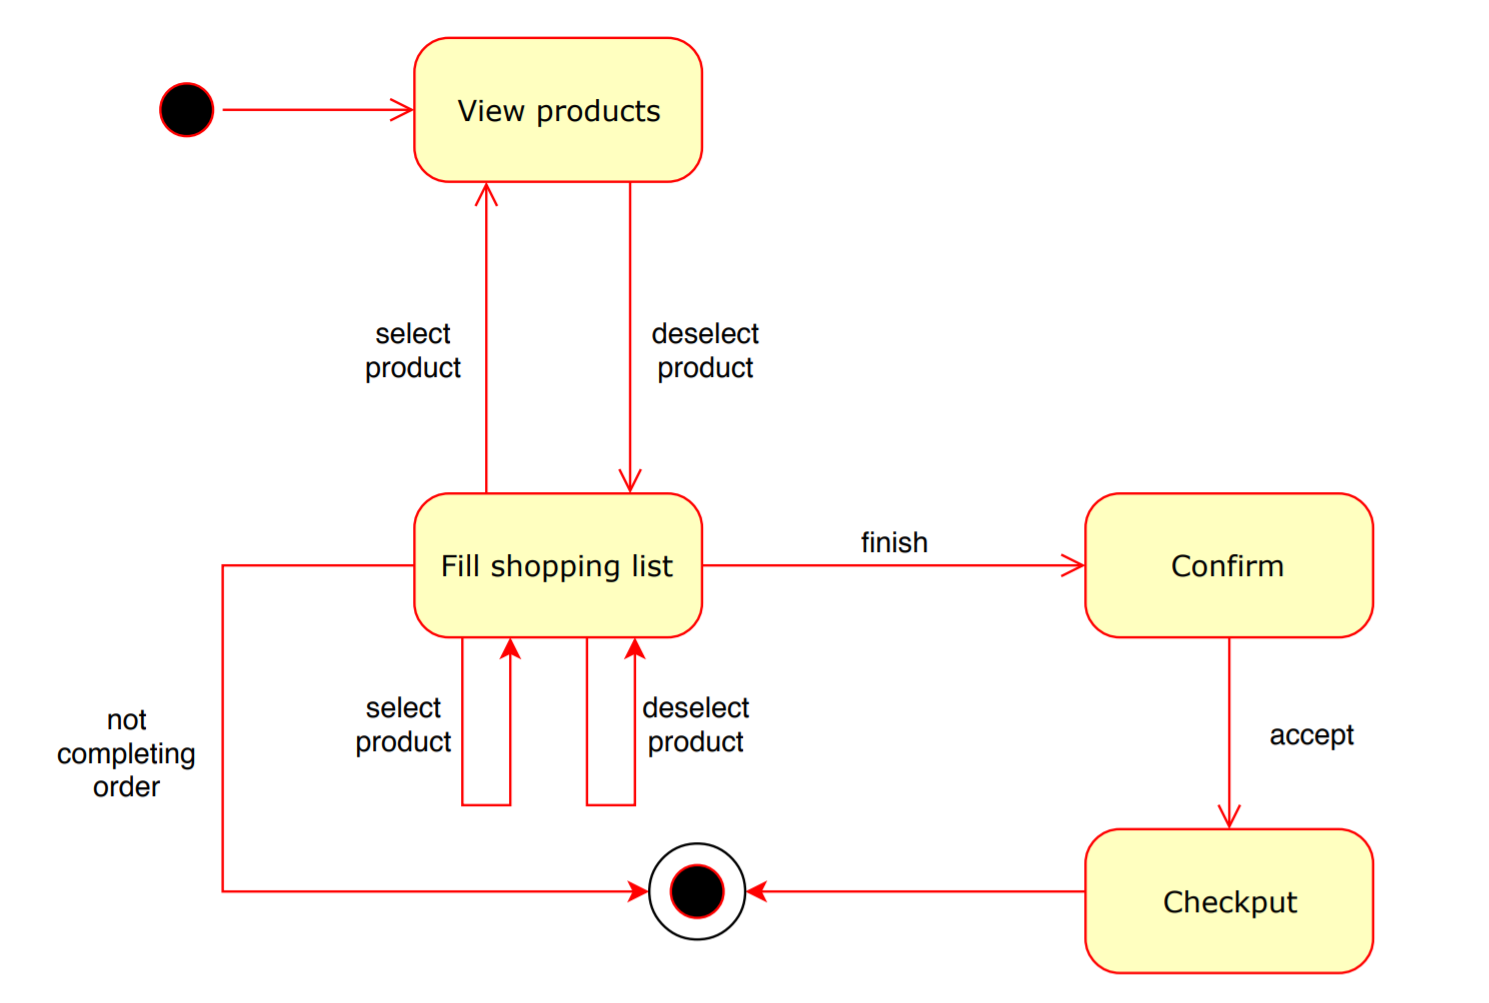 View products
select
product
deselect
product
Fill shopping list
finish
Confirm
not
completing
order
select
product
deselect
product
accept
Checkput